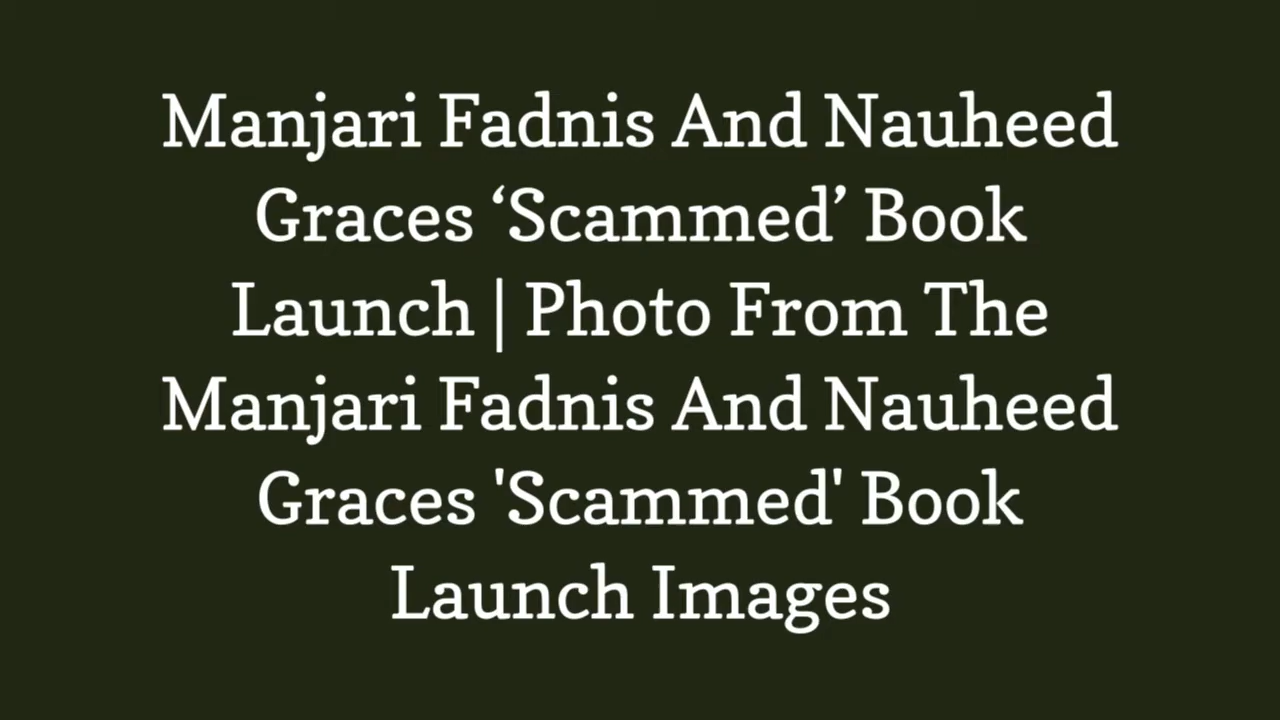 Manjari Fadnis And Nauheed
Graces ‘Scammed’ Book
Launch | Photo From The
Manjari Fadnis And Nauheed
Graces 'Scammed' Book
Launch Images